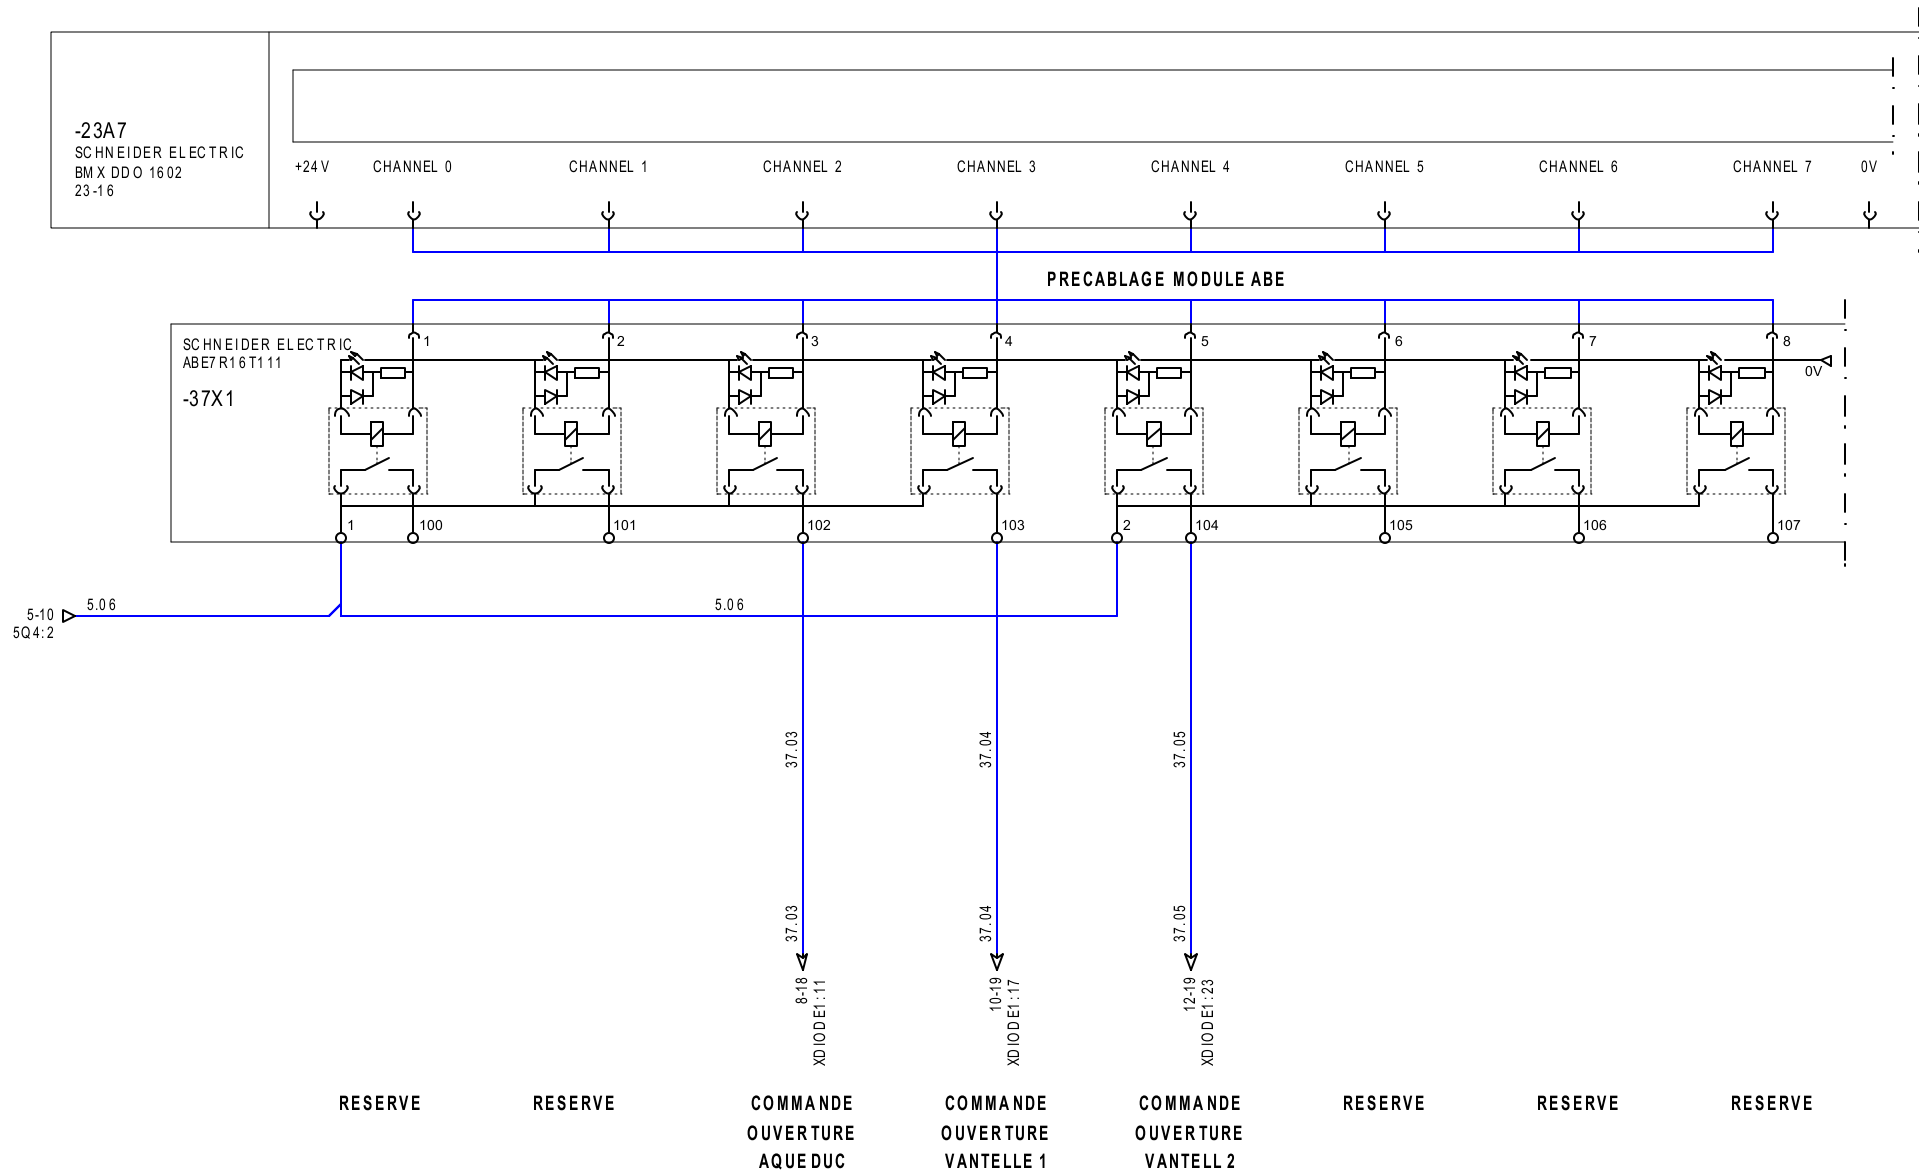 -23A7
SCHNEIDER ELECTRIC
BMX DDO 1602
23-16
+24V CHANNEL 0 CHANNEL 1 CHANNEL 2 CHANNEL 3 CHANNEL 4 CHANNEL 5 CHANNEL 6 CHANNEL 7 0V
PRECABLAGE MODULE ABE
SCHNEIDER ELECTRIC
ABE7R16T111
-37X1
1 2 3 4 5 6 7 8
0V
1 100 101 102 103 2 104 105 106 107
5-10
5Q4:2
5.06 5.06
37.03 37.04 37.05
37.03 37.04 37.05
8-18
XDIODE1:11
10-19
XDIODE1:17
12-19
XDIODE1:23
RESERVE
RESERVE
COMMANDE
OUVERTURE
AQUEDUC
COMMANDE
OUVERTURE
VANTELLE 1
COMMANDE
OUVERTURE
VANTELL 2
RESERVE
RESERVE
RESERVE